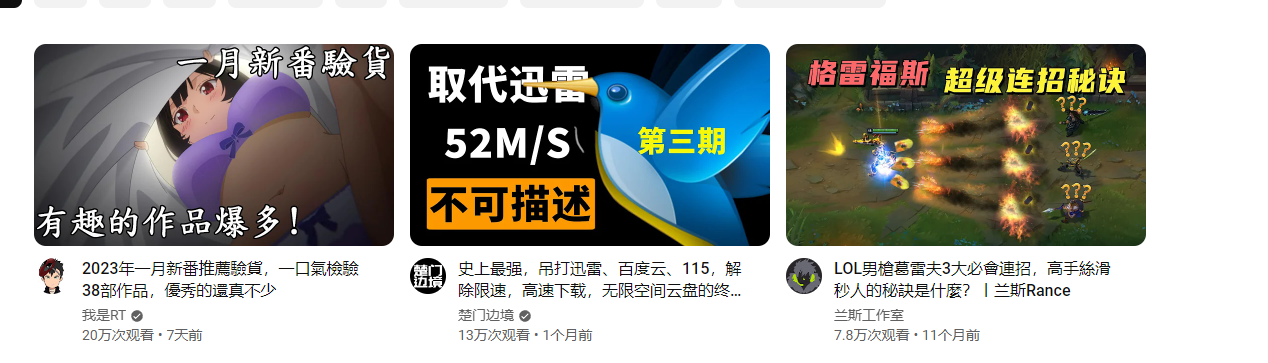 一月新番驗貨
有趣的作品爆多！
2023年一月新番推薦驗貨，一口氣檢驗
38部作品，優秀的還真不少
我是RT
20万次观看 • 7天前
取代迅雷
52M/S
第三期
不可描述
楚门
边境
史上最强，吊打迅雷、百度云、115，解
除限速，高速下载，无限空间云盘的终...
楚门边境
13万次观看 • 1个月前
格雷福斯 超级连招秘诀
???
???
???
LOL男槍葛雷夫3大必會連招，高手絲滑
秒人的秘訣是什麼？丨兰斯Rance
兰斯工作室
7.8万次观看 • 11个月前